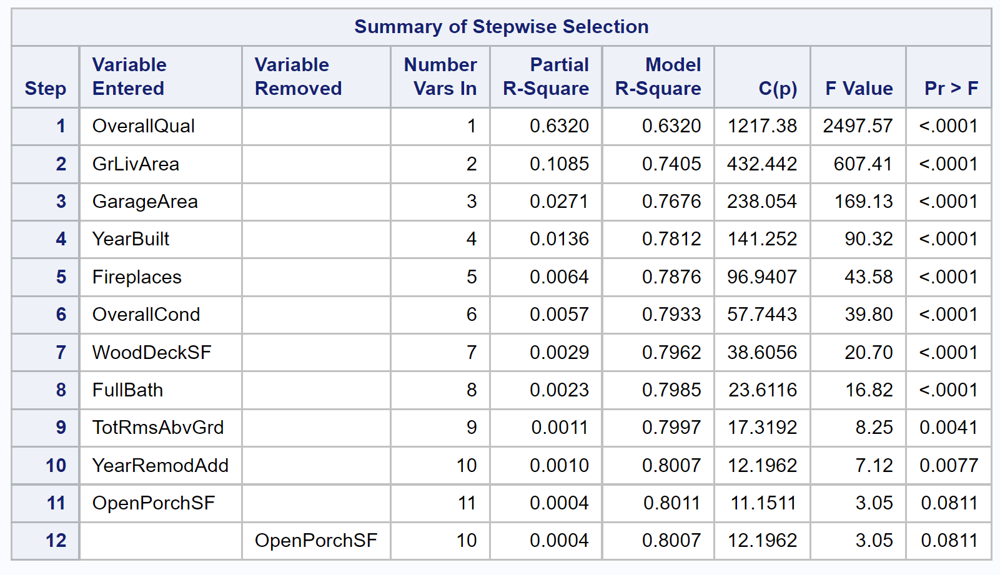 Summary of Stepwise Selection
Step Variable Entered Variable Removed Number Vars In Partial R-Square Model R-Square C(p) F Value Pr > F
1 OverallQual 1 0.6320 0.6320 1217.38 2497.57 <.0001
2 GrLivArea 2 0.1085 0.7405 432.442 607.41 <.0001
3 GarageArea 3 0.0271 0.7676 238.054 169.13 <.0001
4 YearBuilt 4 0.0136 0.7812 141.252 90.32 <.0001
5 Fireplaces 5 0.0064 0.7876 96.9407 43.58 <.0001
6 OverallCond 6 0.0057 0.7933 57.7443 39.80 <.0001
7 WoodDeckSF 7 0.0029 0.7962 38.6056 20.70 <.0001
8 FullBath 8 0.0023 0.7985 23.6116 16.82 <.0001
9 TotRmsAbvGrd 9 0.0011 0.7997 17.3192 8.25 0.0041
10 YearRemodAdd 10 0.0010 0.8007 12.1962 7.12 0.0077
11 OpenPorchSF 11 0.0004 0.8011 11.1511 3.05 0.0811
12 OpenPorchSF 10 0.0004 0.8007 12.1962 3.05 0.0811